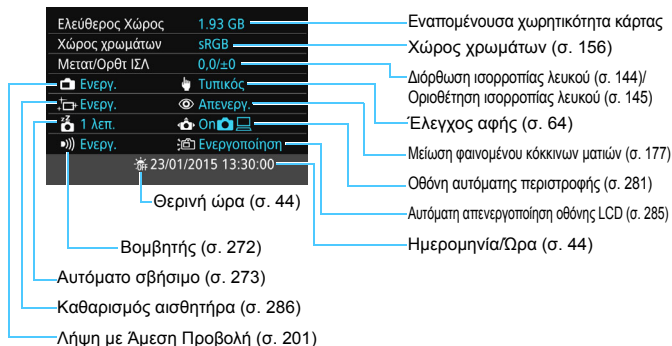 Ελεύθερος Χώρος 1.93 GB
Χώρος χρωμάτων sRGB
Μετατ/Ορθτ ΙΣΛ 0,0/±0
Ενεργ. Τυπικός
Ενεργ. Απενεργ.
1 λεπ. On
Ενεργ. Ενεργοποίηση
23/01/2015 13:30:00
Εναπομένουσα χωρητικότητα κάρτας
Χώρος χρωμάτων (σ. 156)
Διόρθωση ισορροπίας λευκού (σ. 144)/
Οριοθέτηση ισορροπίας λευκού (σ. 145)
Έλεγχος αφής (σ. 64)
Μείωση φαινομένου κόκκινων ματιών (σ. 177)
Οθόνη αυτόματης περιστροφής (σ. 281)
Αυτόματη απενεργοποίηση οθόνης LCD (σ. 285)
Ημερομηνία/Ώρα (σ. 44)
Θερινή ώρα (σ. 44)
Βομβητής (σ. 272)
Αυτόματο σβήσιμο (σ. 273)
Καθαρισμός αισθητήρα (σ. 286)
Λήψη με Άμεση Προβολή (σ. 201)